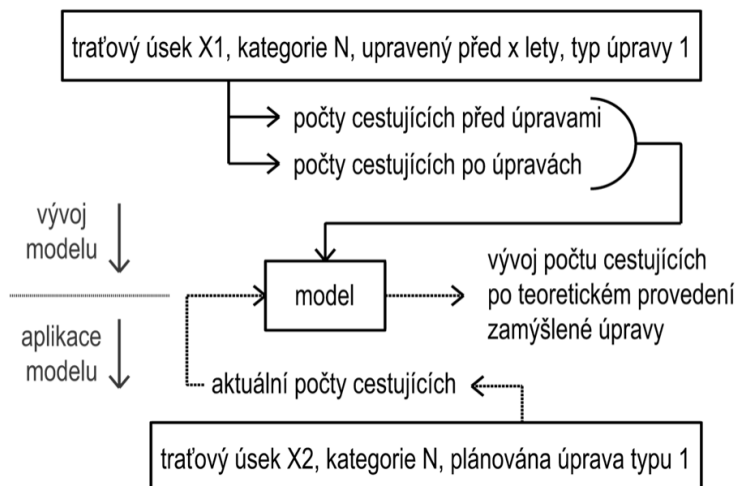 traťový úsek X1, kategorie N, upravený před x lety, typ úpravy 1
počty cestujících před úpravami
počty cestujících po úpravách
vývoj
modelu
model
vývoj počtu cestujících
po teoretickém provedení
zamýšlené úpravy
aplikace
modelu
aktuální počty cestujících
traťový úsek X2, kategorie N, plánována úprava typu 1